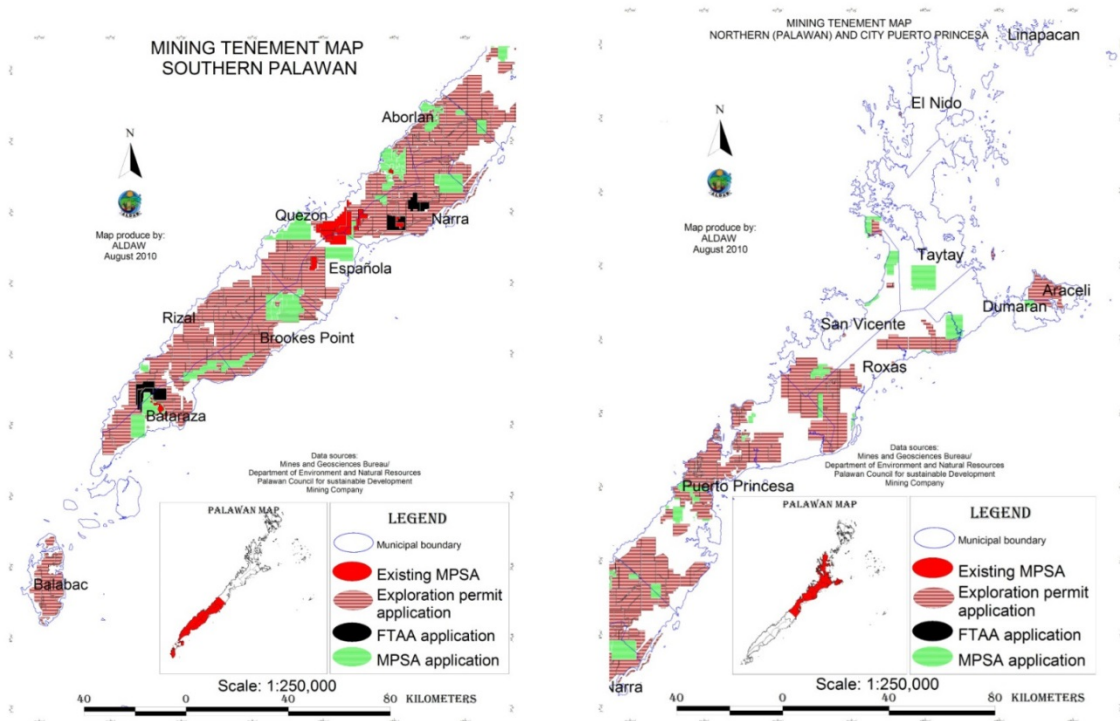 MINING TENEMENT MAP
SOUTHERN PALAWAN
N
Map produce by:
ALDAW
August 2010
Aborlan
Quezon
Narra
Española
Rizal
Brookes Point
Bataraza
Balabac
Data sources:
Mines and Geosciences Bureau/
Department of Environment and Natural Resources
Palawan Council for sustainable Development
Mining Company
PALAWAN MAP
LEGEND
Municipal boundary
Existing MPSA
Exploration permit
application
FTAA application
MPSA application
Scale: 1:250,000
40 0 40 80 KILOMETERS
MINING TENEMENT MAP
NORTHERN (PALAWAN) AND CITY PUERTO PRINCESA
Linapacan
El Nido
N
Map produce by:
ALDAW
August 2010
Taytay
Araceli
Dumaran
San Vicente
Roxas
Puerto Princesa
Narra
Data sources:
Mines and Geosciences Bureau/
Department of Environment and Natural Resources
Palawan Council for sustainable Development
Mining Company
PALAWAN MAP
LEGEND
Municipal boundary
Existing MPSA
Exploration permit
application
FTAA application
MPSA application
Scale: 1:250,000
40 0 40 80 KILOMETERS